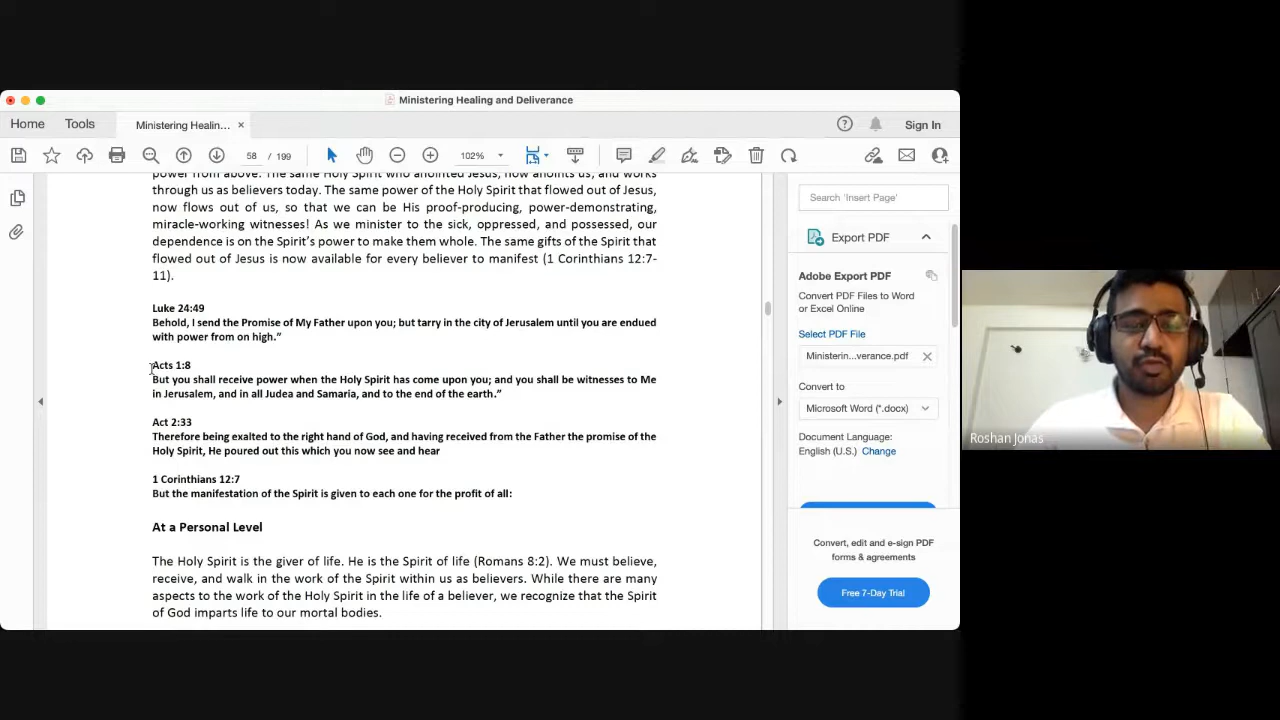 Ministering Healing and Deliverance
Home
Tools
Ministering Healin...
Sign In
58 / 199
102%
power from above. The same Holy Spirit who anointed Jesus, now anoints us, and works
through us as believers today. The same power of the Holy Spirit that flowed out of Jesus,
now flows out of us, so that we can be His proof-producing, power-demonstrating,
miracle-working witnesses! As we minister to the sick, oppressed, and possessed, our
dependence is on the Spirit's power to make them whole. The same gifts of the Spirit that
flowed out of Jesus is now available for every believer to manifest (1 Corinthians 12:7-
11).
Luke 24:49
Behold, I send the Promise of My Father upon you; but tarry in the city of Jerusalem until you are endued
with power from on high.”
Acts 1:8
But you shall receive power when the Holy Spirit has come upon you; and you shall be witnesses to Me
in Jerusalem, and in all Judea and Samaria, and to the end of the earth.”
Act 2:33
Therefore being exalted to the right hand of God, and having received from the Father the promise of the
Holy Spirit, He poured out this which you now see and hear
1 Corinthians 12:7
But the manifestation of the Spirit is given to each one for the profit of all:
At a Personal Level
The Holy Spirit is the giver of life. He is the Spirit of life (Romans 8:2). We must believe,
receive, and walk in the work of the Spirit within us as believers. While there are many
aspects to the work of the Holy Spirit in the life of a believer, we recognize that the Spirit
of God imparts life to our mortal bodies.
Search 'Insert Page'
Export PDF
Adobe Export PDF
Convert PDF Files to Word
or Excel Online
Select PDF File
Ministerin...verance.pdf
Convert to
Microsoft Word (*.docx)
Document Language:
English (U.S.) Change
Convert, edit and e-sign PDF
forms & agreements
Free 7-Day Trial
Roshan Jonas